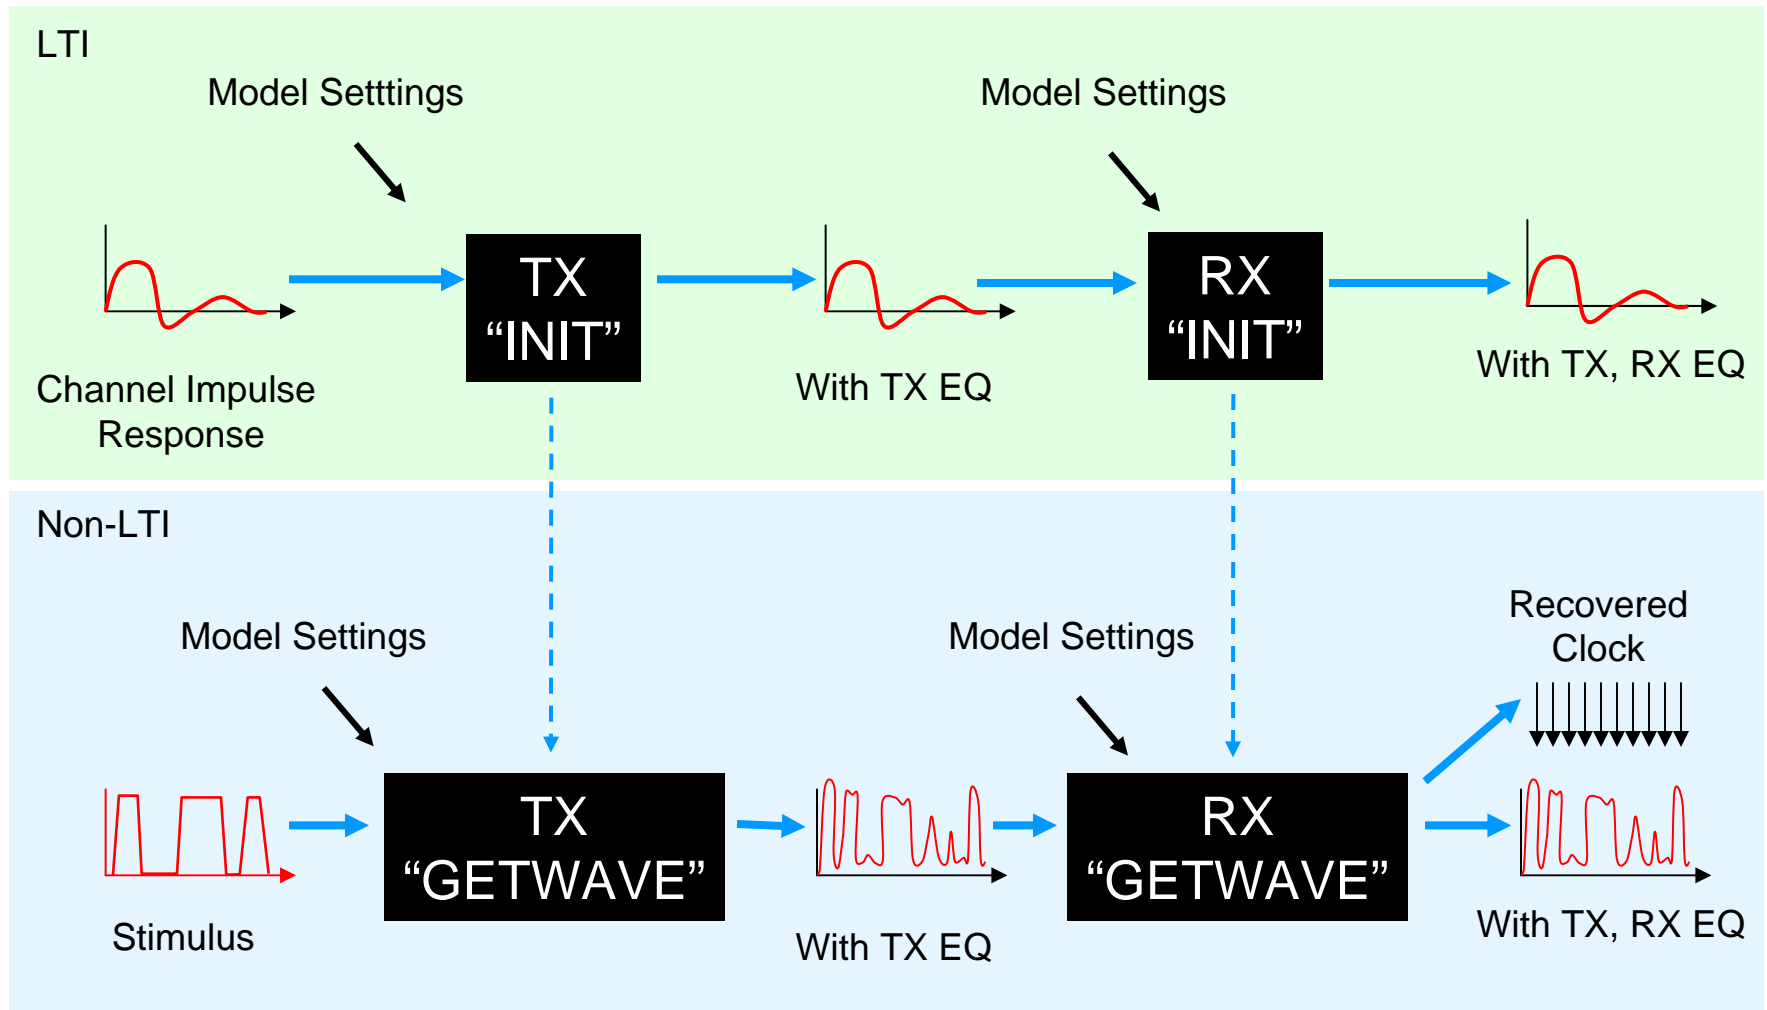 LTI
Model Setttings
Model Settings
TX
“INIT”
RX
“INIT”
Channel Impulse
Response
With TX EQ
With TX, RX EQ
Non-LTI
Model Settings
Model Settings
Recovered
Clock
TX
“GETWAVE”
RX
“GETWAVE”
Stimulus
With TX EQ
With TX, RX EQ